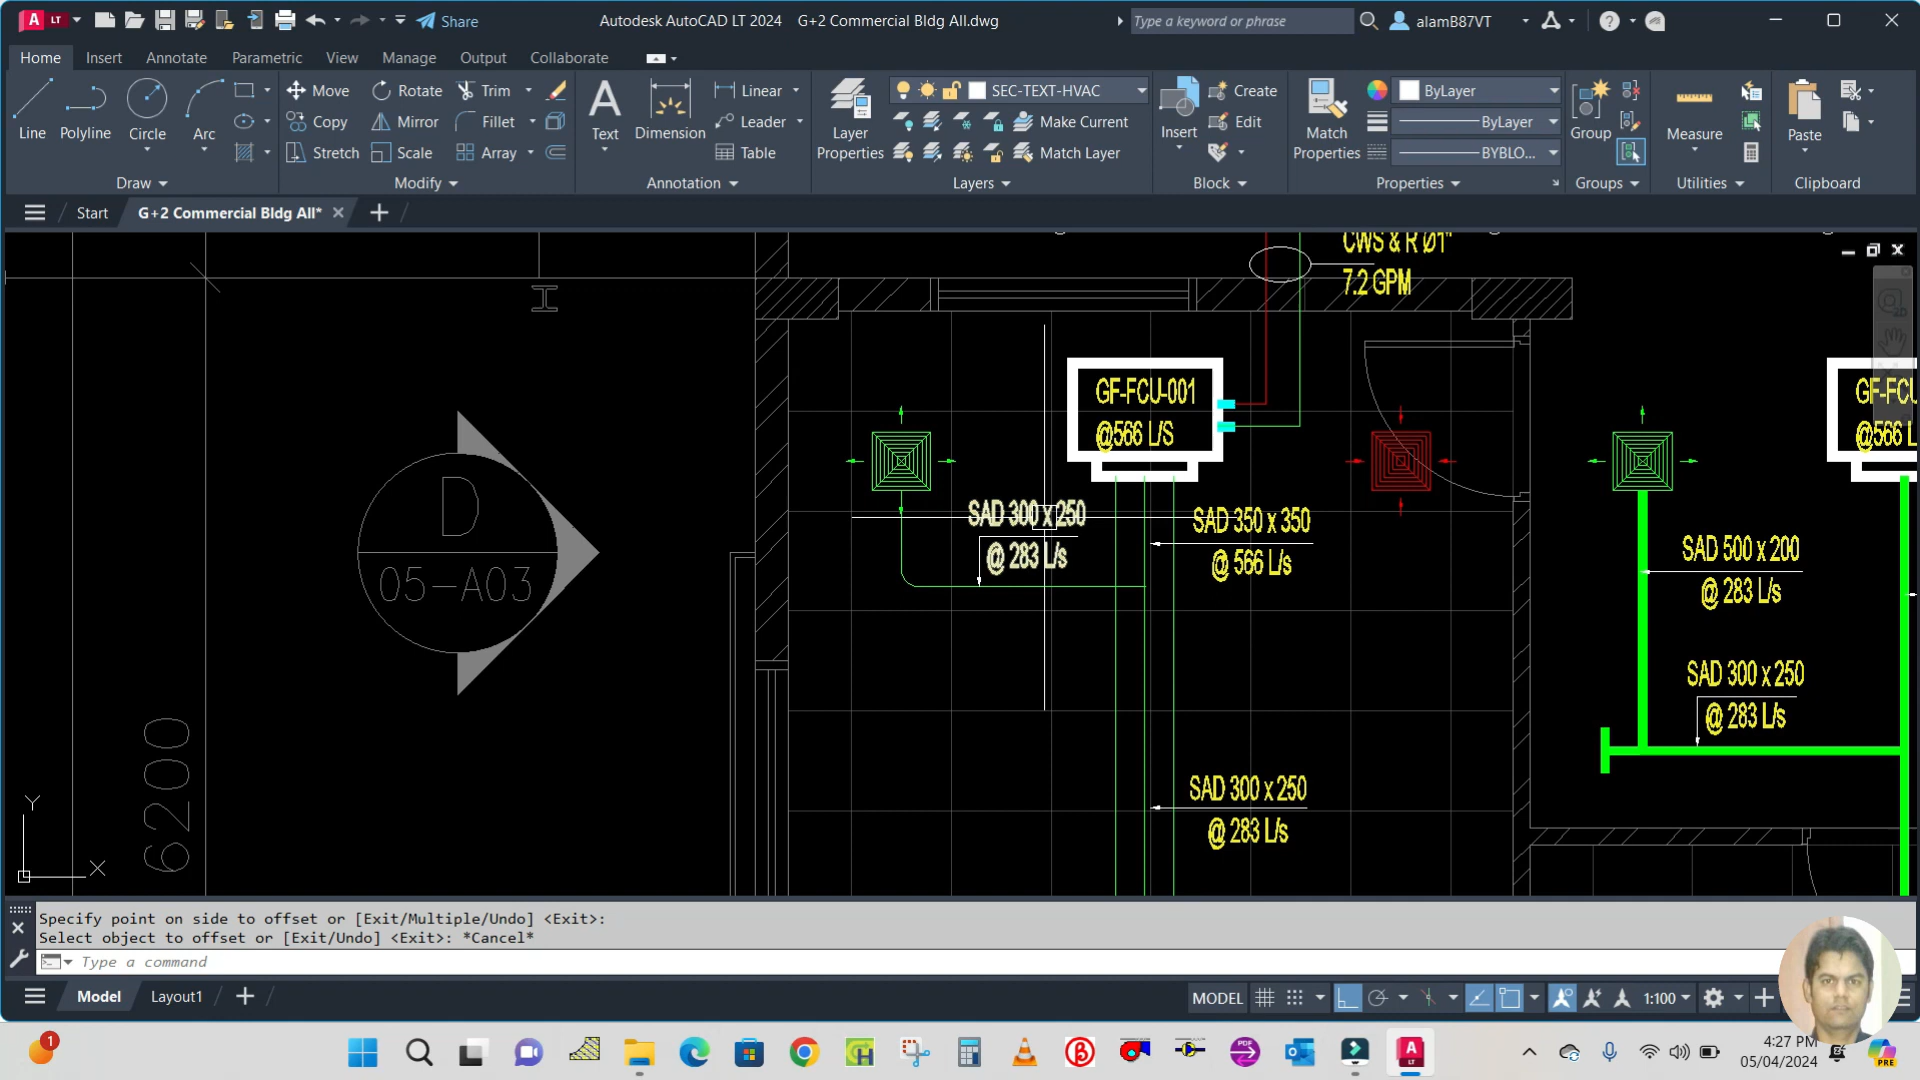 A LT Share Autodesk AutoCAD LT 2024 G+2 Commercial Bldg All.dwg Type a keyword or phrase alamB87VT
Home Insert Annotate Parametric View Manage Output Collaborate
Line Polyline Circle Arc
Move Rotate Trim
Copy Mirror Fillet
Stretch Scale Array
Text Dimension
Linear
Leader
Table
Layer Properties
SEC-TEXT-HVAC
Make Current
Match Layer
Insert
Create
Edit
Match Properties
ByLayer
ByLayer
BYBLO...
Group
Measure
Paste
Draw Modify Annotation Layers Block Properties Groups Utilities Clipboard
Start G+2 Commercial Bldg All*
CWS & R Ø1"
7.2 GPM
GF-FCU-001
@566 L/S
GF-FCU
@566 L
D
05-A03
SAD 300 x 250
@ 283 L/s
SAD 350 x 350
@ 566 L/s
SAD 500 x 200
@ 283 L/s
SAD 300 x 250
@ 283 L/s
SAD 300 x 250
@ 283 L/s
6200
Y
X
Specify point on side to offset or [Exit/Multiple/Undo] <Exit>:
Select object to offset or [Exit/Undo] <Exit>: *Cancel*
Type a command
Model Layout1
MODEL 1:100
1
PDF
A LT
4:27 PM
05/04/2024
PRE